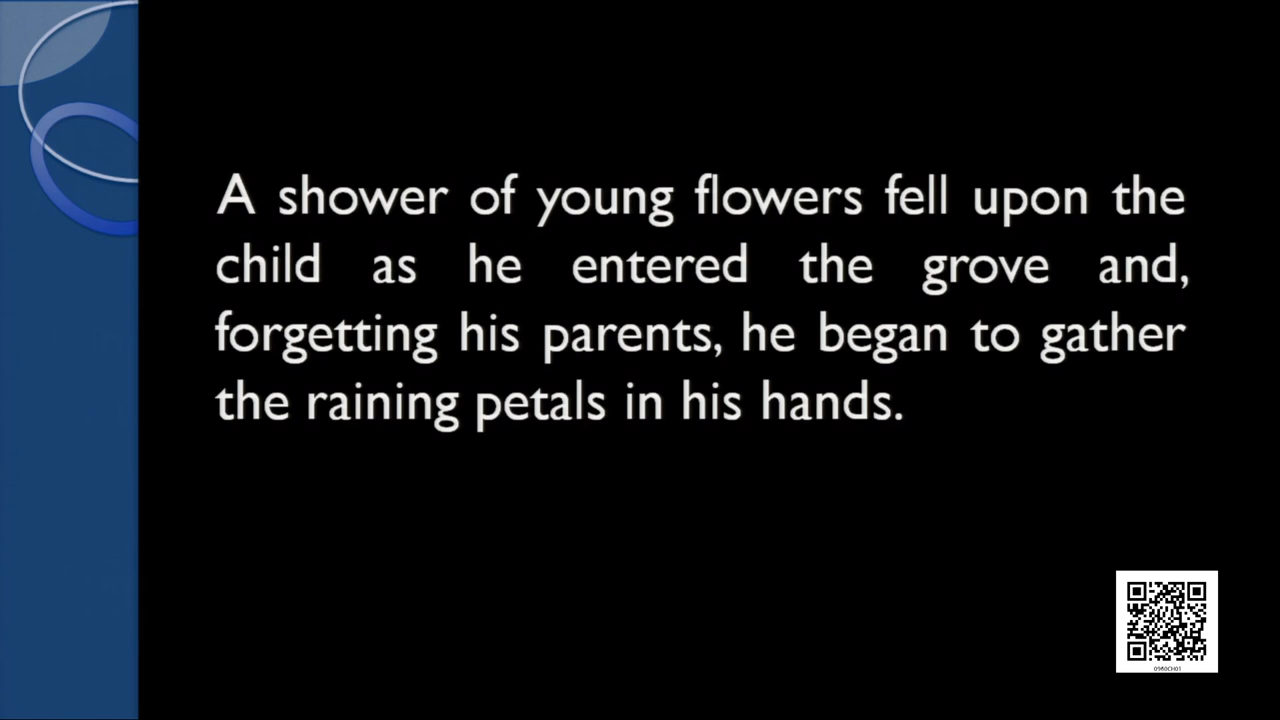 A shower of young flowers fell upon the
child as he entered the grove and,
forgetting his parents, he began to gather
the raining petals in his hands.
0960CH01